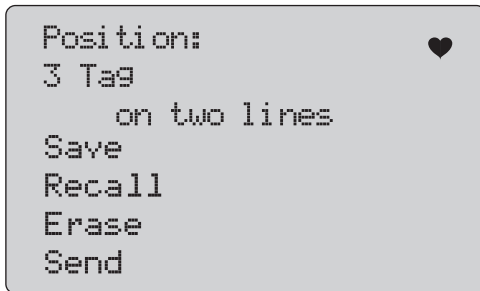 Position:
3 Tag
on two lines
Save
Recall
Erase
Send